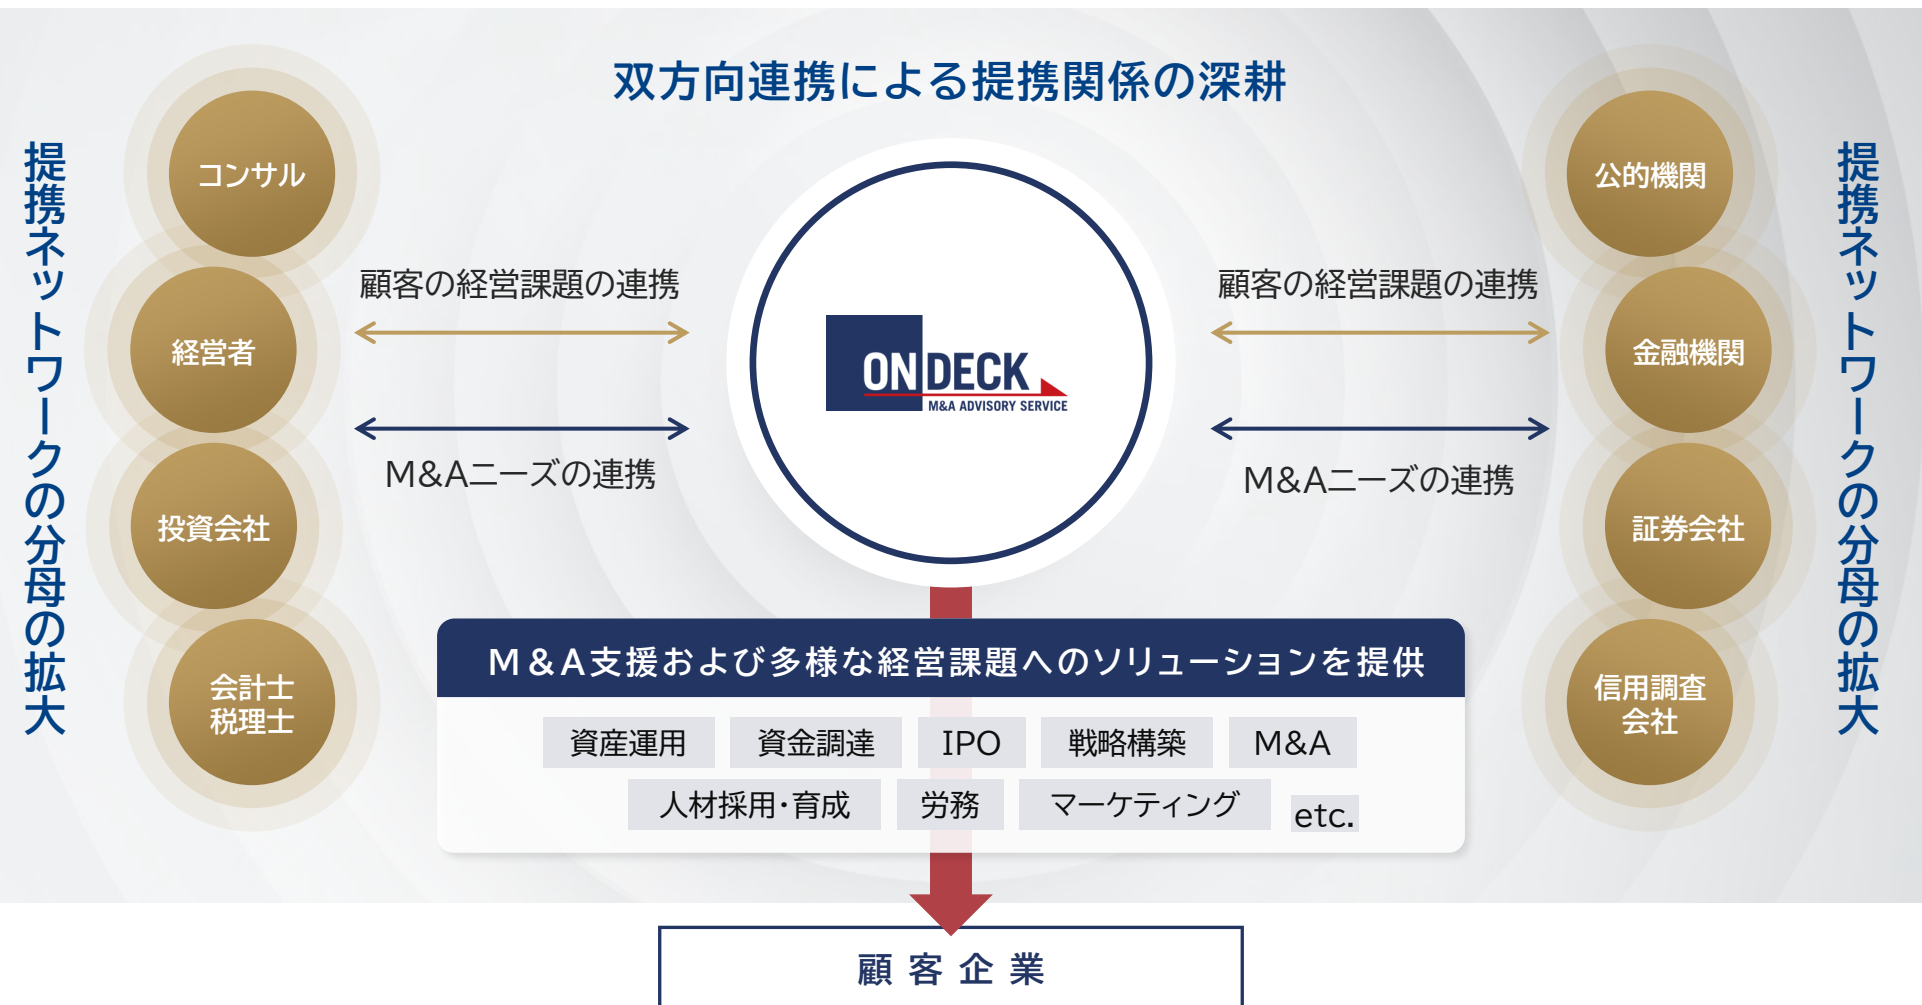 双方向連携による提携関係の深耕
提携ネットワークの分母の拡大
コンサル
経営者
投資会社
会計士
税理士
顧客の経営課題の連携
M&Aニーズの連携
ON DECK
M&A ADVISORY SERVICE
顧客の経営課題の連携
M&Aニーズの連携
公的機関
金融機関
証券会社
信用調査
会社
提携ネットワークの分母の拡大
M&A支援および多様な経営課題へのソリューションを提供
資産運用 資金調達 IPO 戦略構築 M&A
人材採用・育成 労務 マーケティング etc.
顧客企業